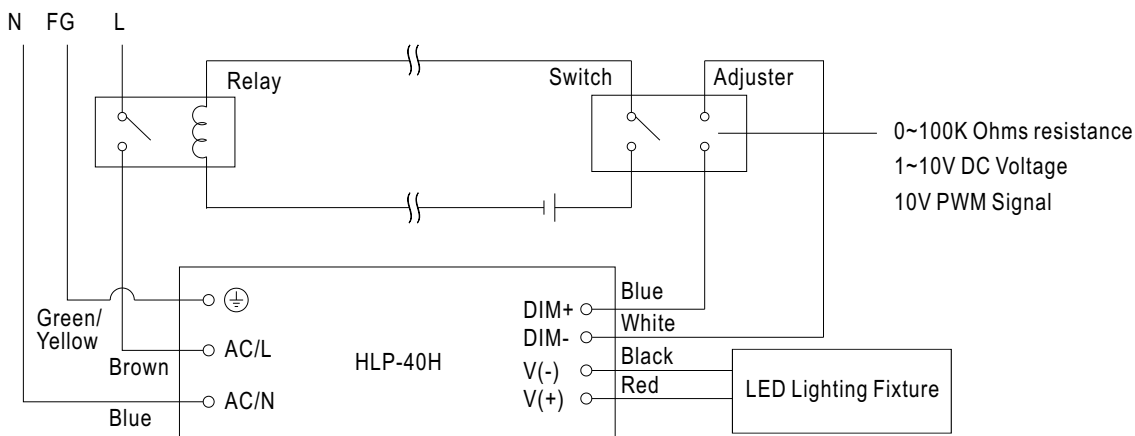 N FG L
Relay
Switch
Adjuster
0~100K Ohms resistance
1~10V DC Voltage
10V PWM Signal
Green/
Yellow
Brown
Blue
AC/L
AC/N
HLP-40H
DIM+
DIM-
V(-)
V(+)
Blue
White
Black
Red
LED Lighting Fixture